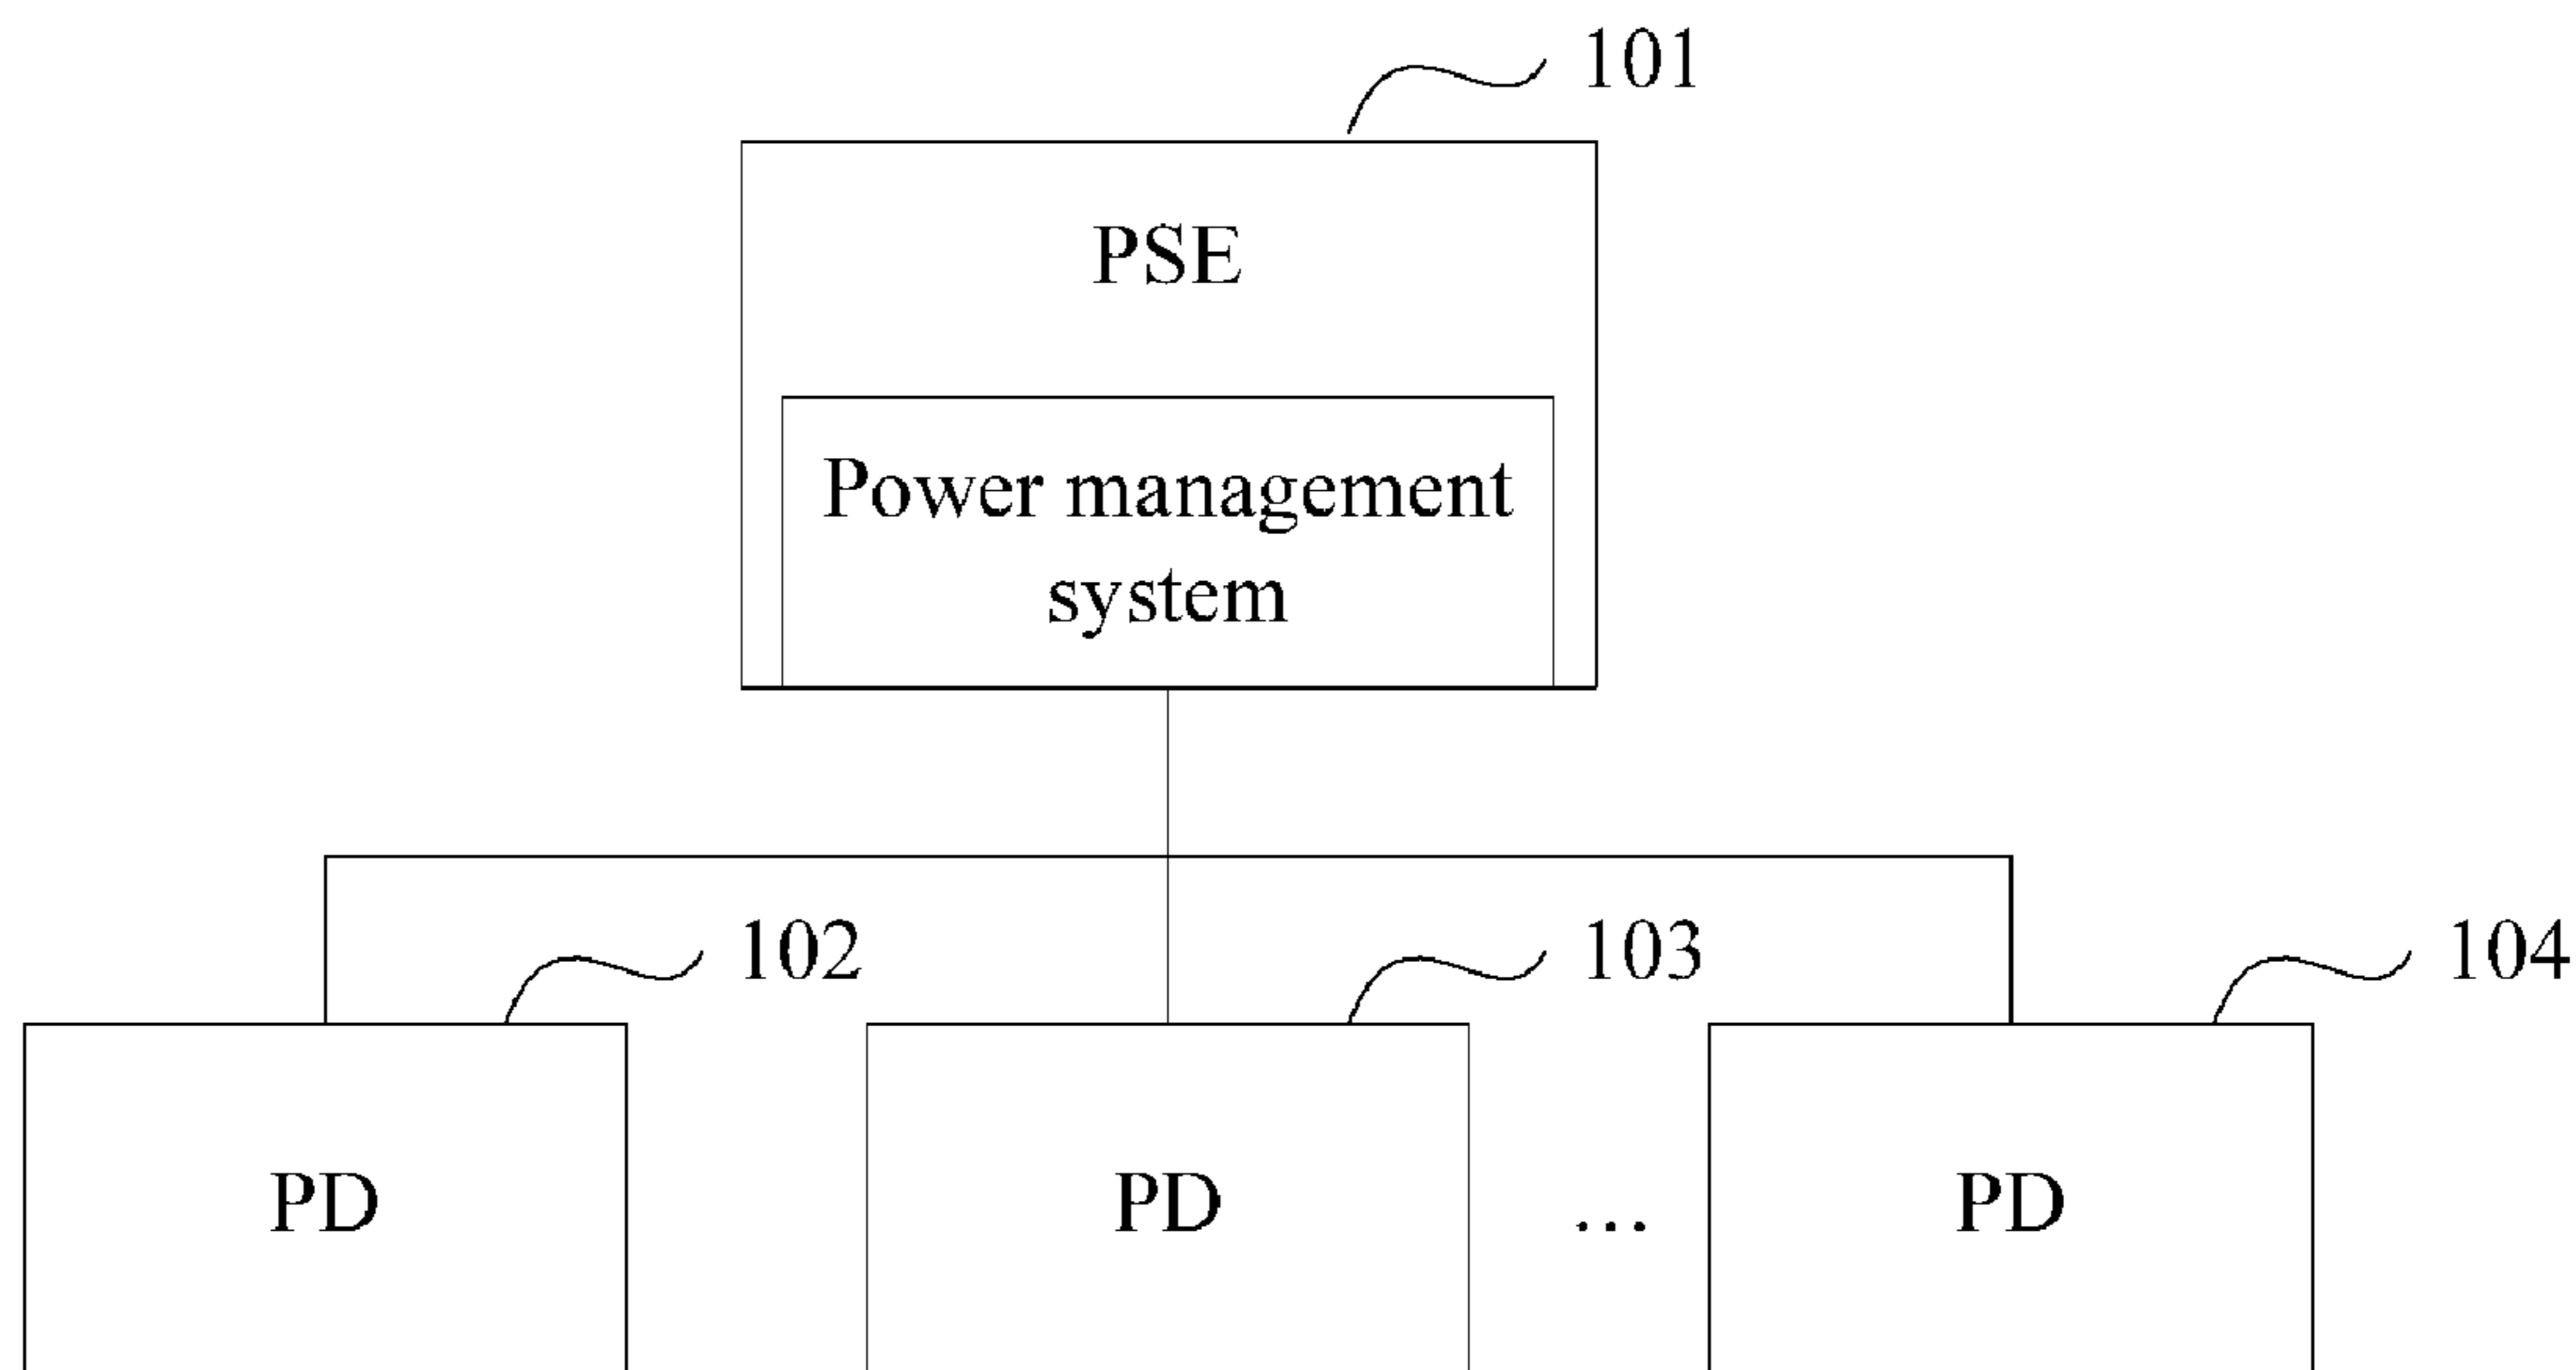 101
PSE
Power management
system
102
103
104
PD
PD
...
PD